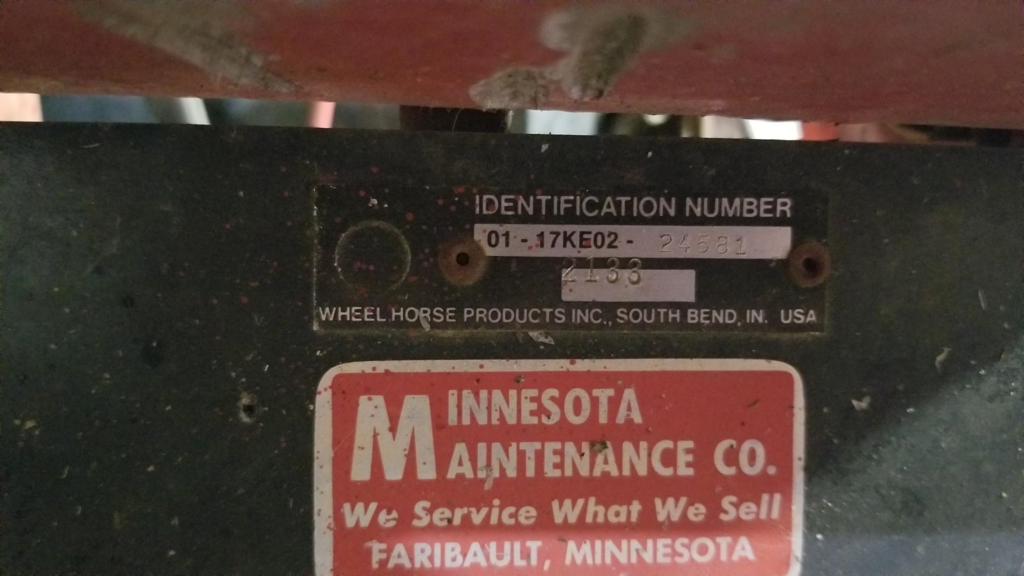 IDENTIFICATION NUMBER
01 - 17KE02 - 24581
2133
WHEEL HORSE PRODUCTS INC., SOUTH BEND, IN. USA
MINNESOTA
MAINTENANCE CO.
We Service What We Sell
FARIBAULT, MINNESOTA